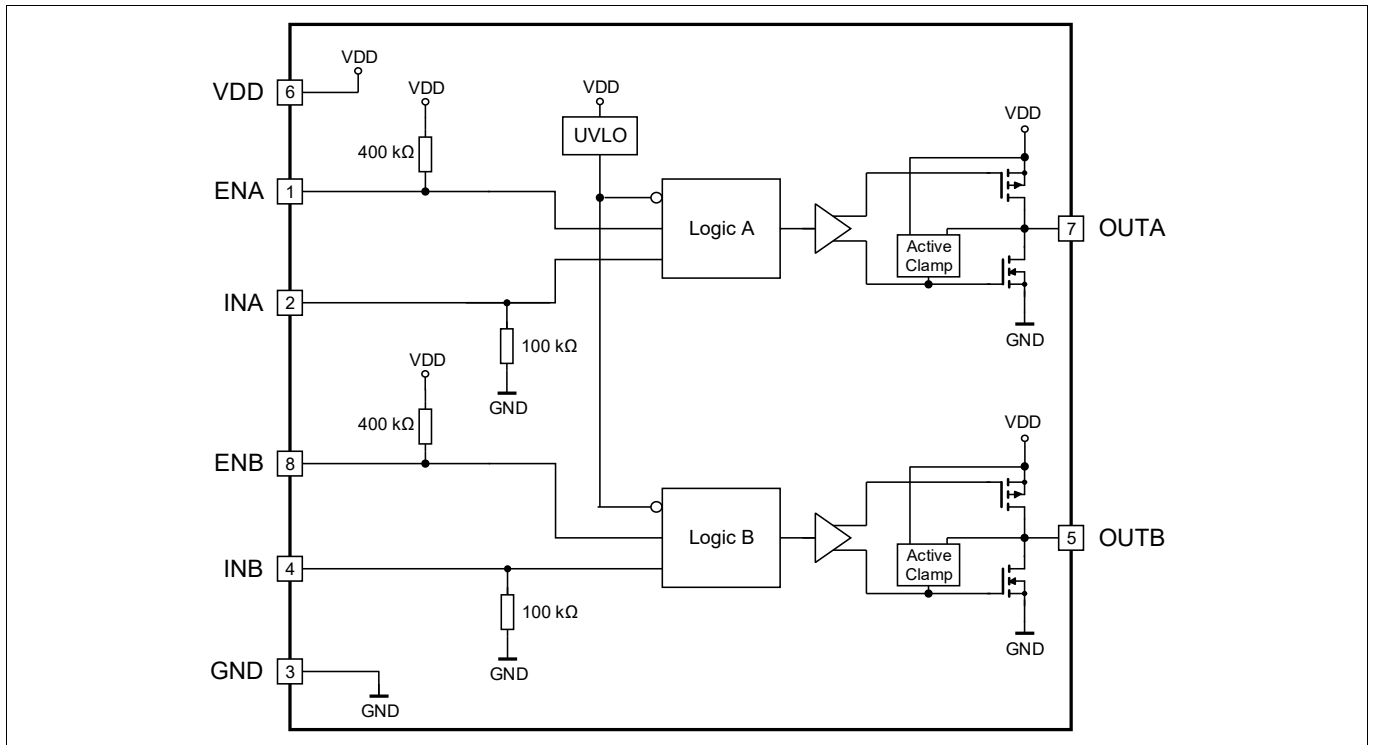 VDD
6
VDD
VDD
400 kΩ
ENA
1
VDD
UVLO
Logic A
VDD
Active
Clamp
7
OUTA
GND
INA
2
100 kΩ
GND
VDD
400 kΩ
ENB
8
Logic B
VDD
Active
Clamp
5
OUTB
GND
INB
4
100 kΩ
GND
GND
3
GND